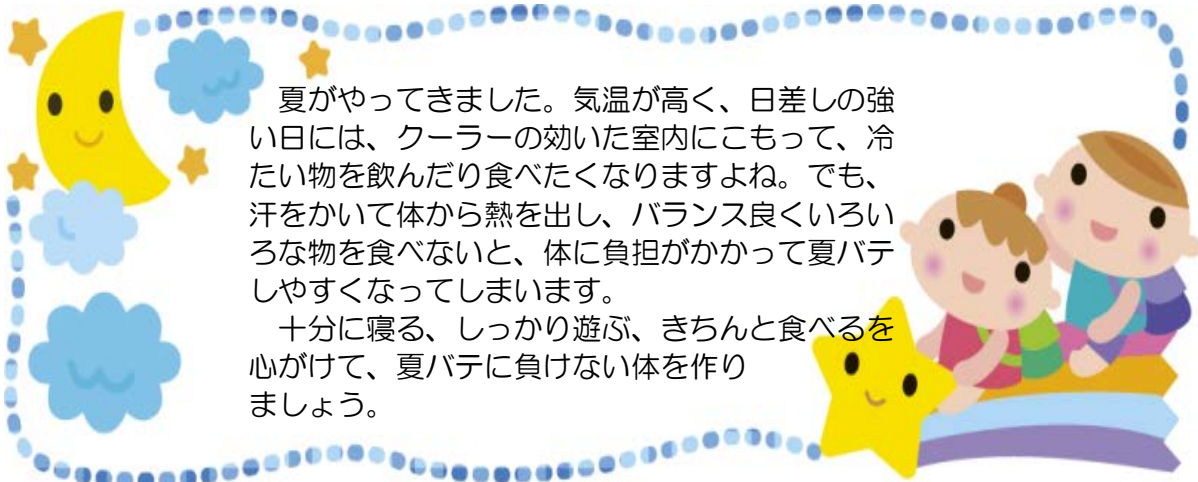 夏がやってきました。気温が高く、日差しの強
い日には、クーラーの効いた室内にこもって、冷
たい物を飲んだり食べたくなりますよね。でも、
汗をかいて体から熱を出し、バランス良くいろい
ろな物を食べないと、体に負担がかかって夏バテ
しやすくなってしまいます。
　十分に寝る、しっかり遊ぶ、きちんと食べるを
心がけて、夏バテに負けない体を作り
ましょう。